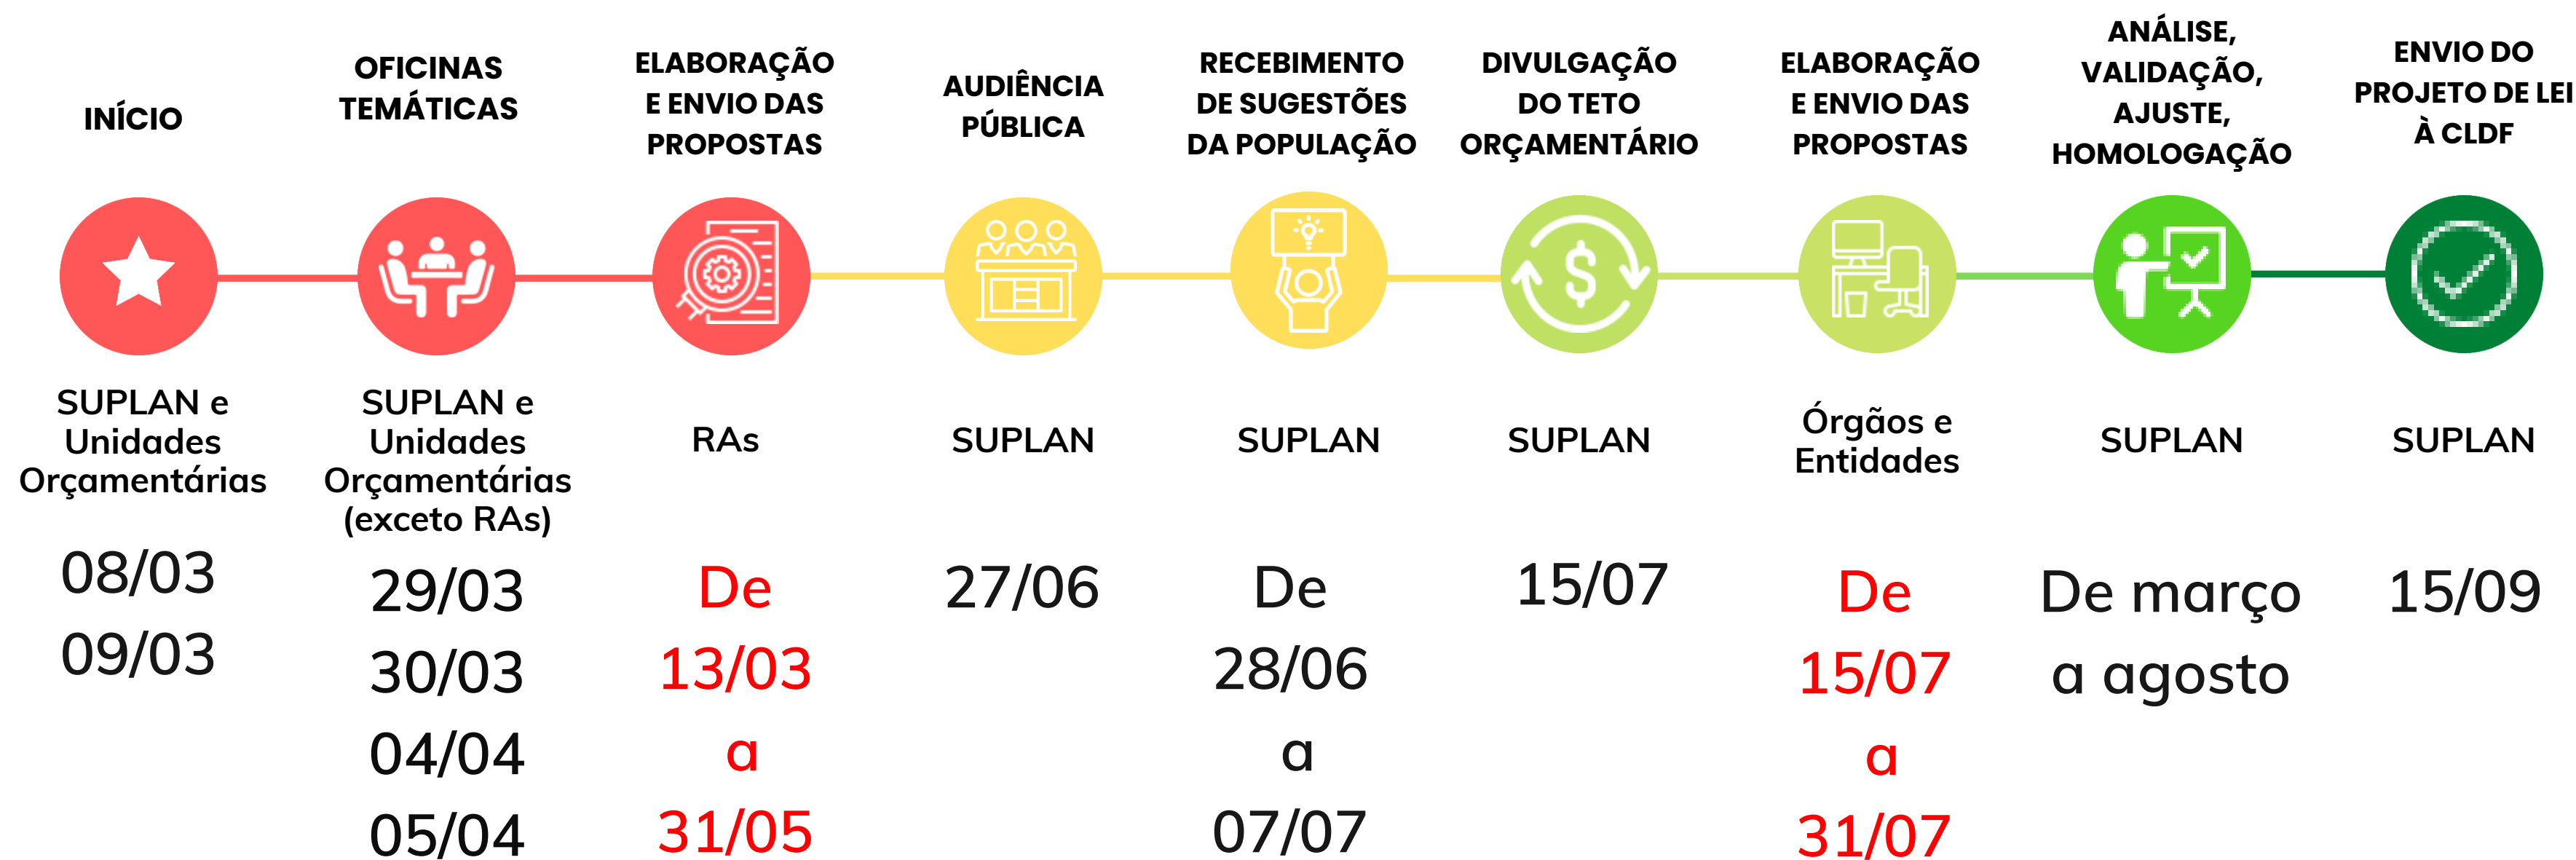 INÍCIO
OFICINAS
TEMÁTICAS
ELABORAÇÃO
E ENVIO DAS
PROPOSTAS
AUDIÊNCIA
PÚBLICA
RECEBIMENTO
DE SUGESTÕES
DA POPULAÇÃO
DIVULGAÇÃO
DO TETO
ORÇAMENTÁRIO
ELABORAÇÃO
E ENVIO DAS
PROPOSTAS
ANÁLISE,
VALIDAÇÃO,
AJUSTE,
HOMOLOGAÇÃO
ENVIO DO
PROJETO DE LEI
À CLDF
$
SUPLAN e
Unidades
Orçamentárias
SUPLAN e
Unidades
Orçamentárias
(exceto RAs)
RAs
SUPLAN
SUPLAN
SUPLAN
Órgãos e
Entidades
SUPLAN
SUPLAN
08/03
09/03
29/03
30/03
04/04
05/04
De
13/03
a
31/05
27/06
De
28/06
a
07/07
15/07
De
15/07
a
31/07
De março
a agosto
15/09